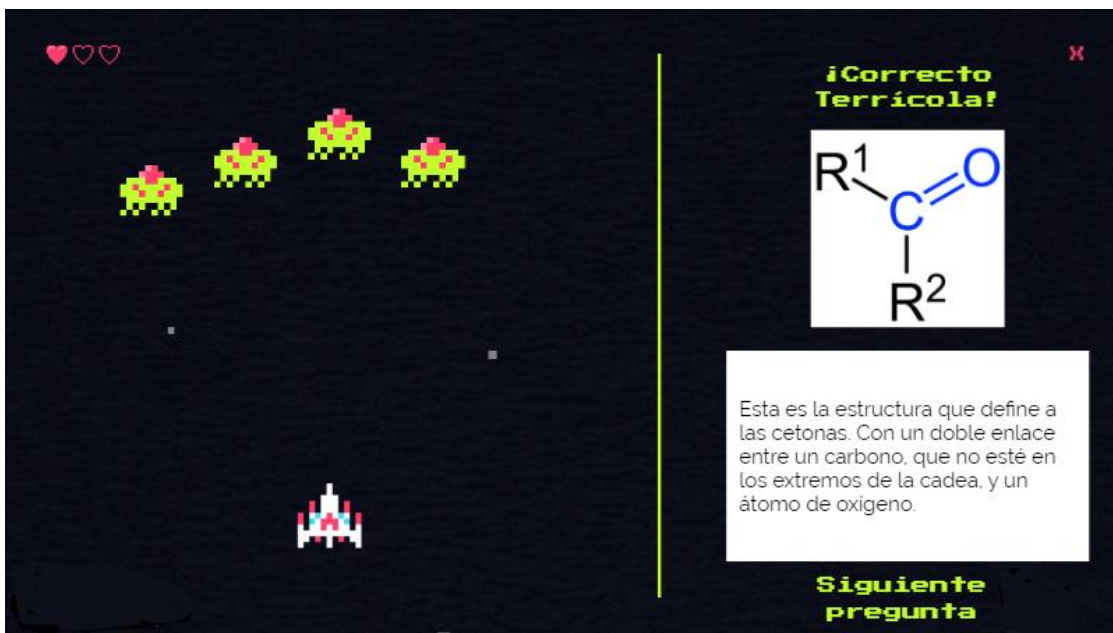 ¡Correcto
Terrícola!
R¹
O
C
R²
Esta es la estructura que define a
las cetonas. Con un doble enlace
entre un carbono, que no esté en
los extremos de la cadea, y un
átomo de oxígeno.
Siguiente
pregunta